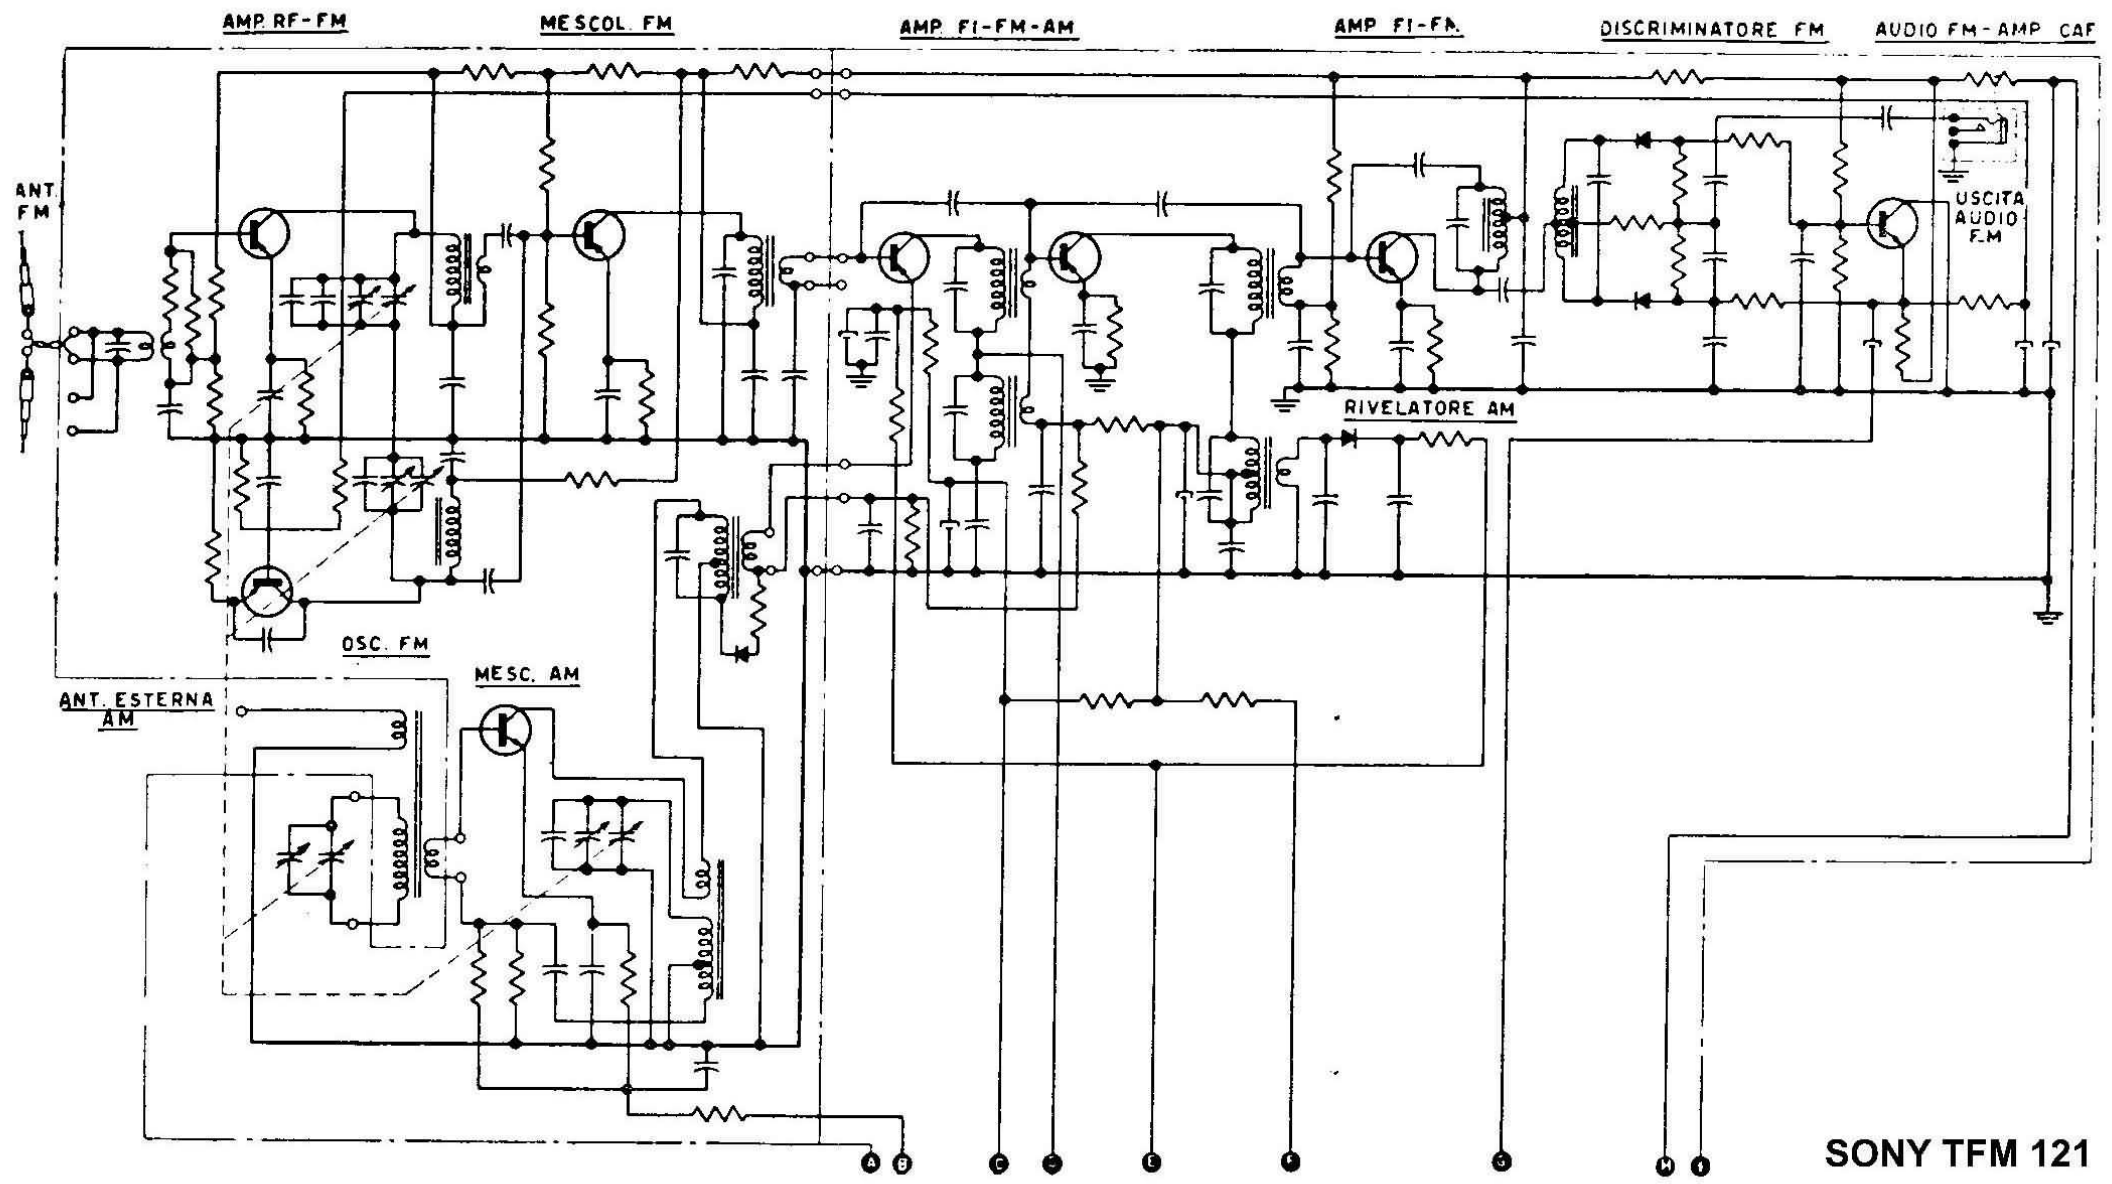 AMP. RF-FM
MESCOL. FM
AMP. FI-FM-AM
AMP FI-FM
DISCRIMINATORE FM
AUDIO FM-AMP CAF
ANT.
FM
USCITA
AUDIO
FM
RIVELATORE AM
OSC. FM
MESC. AM
ANT. ESTERNA
AM
A B C E F G H
SONY TFM 121